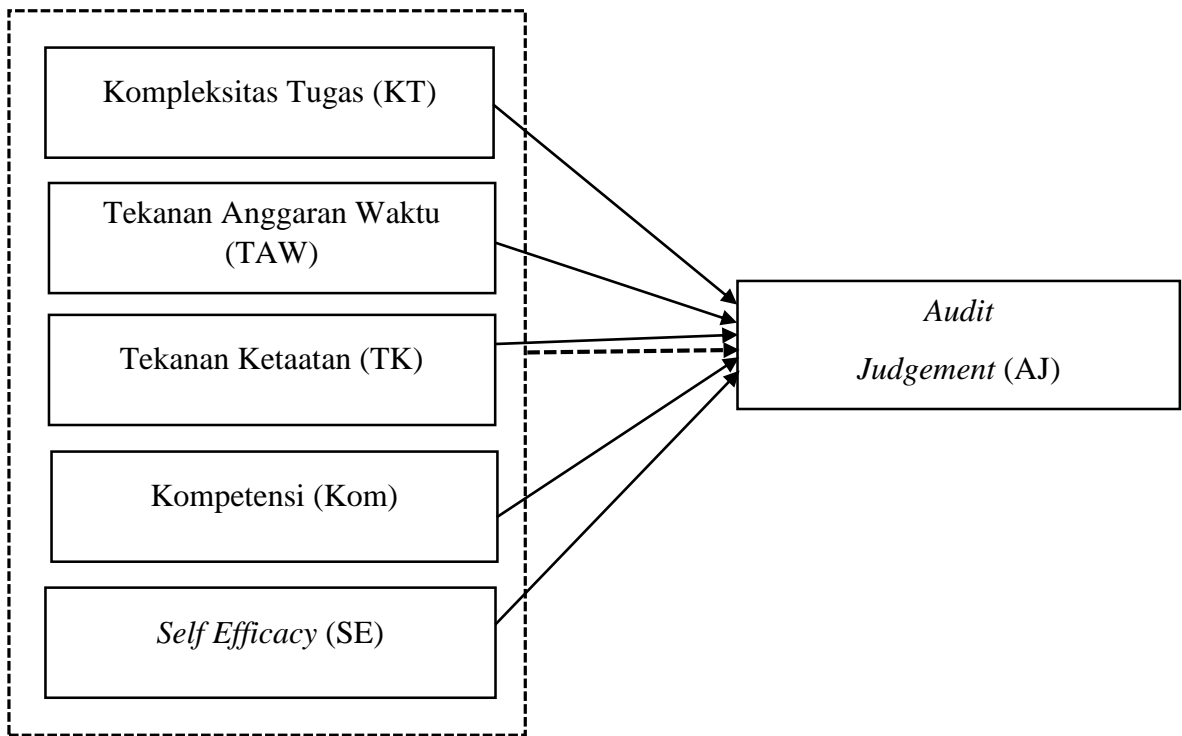 Kompleksitas Tugas (KT)
Tekanan Anggaran Waktu
(TAW)
Tekanan Ketaatan (TK)
Kompetensi (Kom)
Self Efficacy (SE)
Audit
Judgement (AJ)